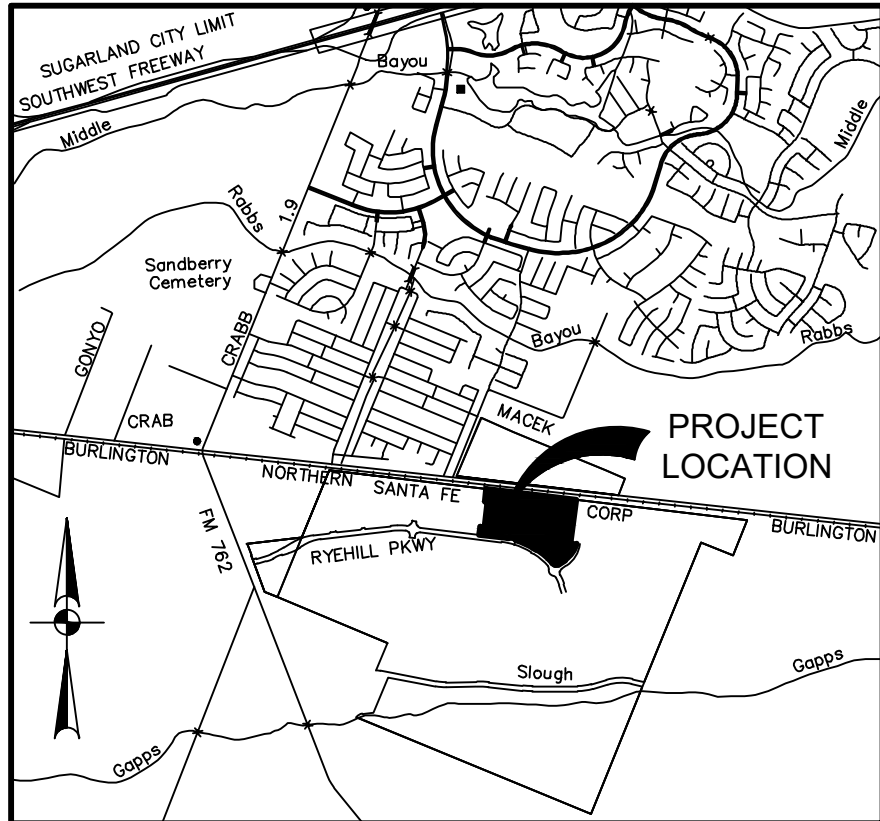 SUGARLAND CITY LIMIT
SOUTHWEST FREEWAY
Bayou
Middle
Middle
Rabbs
1.9
Sandberry
Cemetery
GONYO
CRABB
Bayou
Rabbs
CRAB
MACEK
PROJECT
LOCATION
BURLINGTON
NORTHERN
SANTA FE
CORP
BURLINGTON
FM 762
RYEHILL PKWY
Slough
Gapps
Gapps